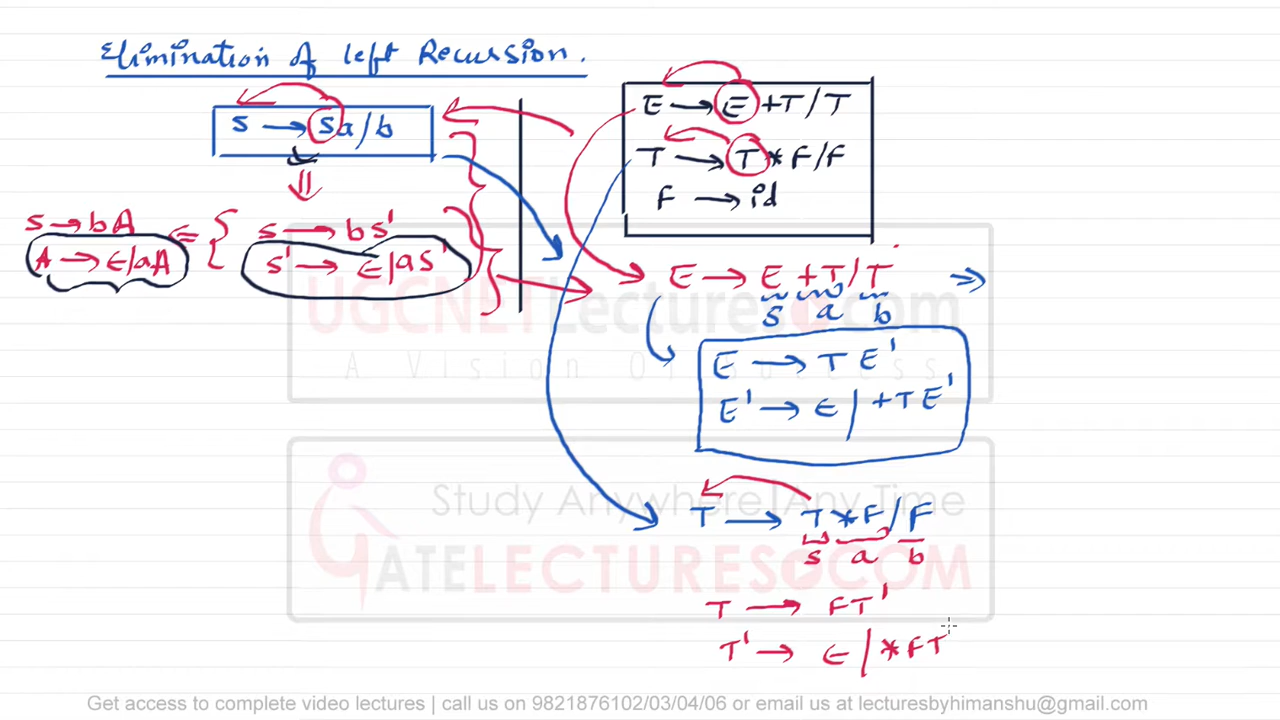 Elimination of left Recursion.
S → Sa/b
S → bS'
S' → ∈|aS'
S → bA
A → ∈|aA
E → E +T/T
T → T *F/F
F → id
E → E +T/T
S a b
E → T E'
E' → ∈ | +T E'
T → T *F/F
S a b
T → FT'
T' → ∈ | *FT
UGCNETLectures.com
A Vision Of Success
Study Anywhere|Any Time
GATELECTURES.COM
Get access to complete video lectures | call us on 9821876102/03/04/06 or email us at lecturesbyhimanshu@gmail.com